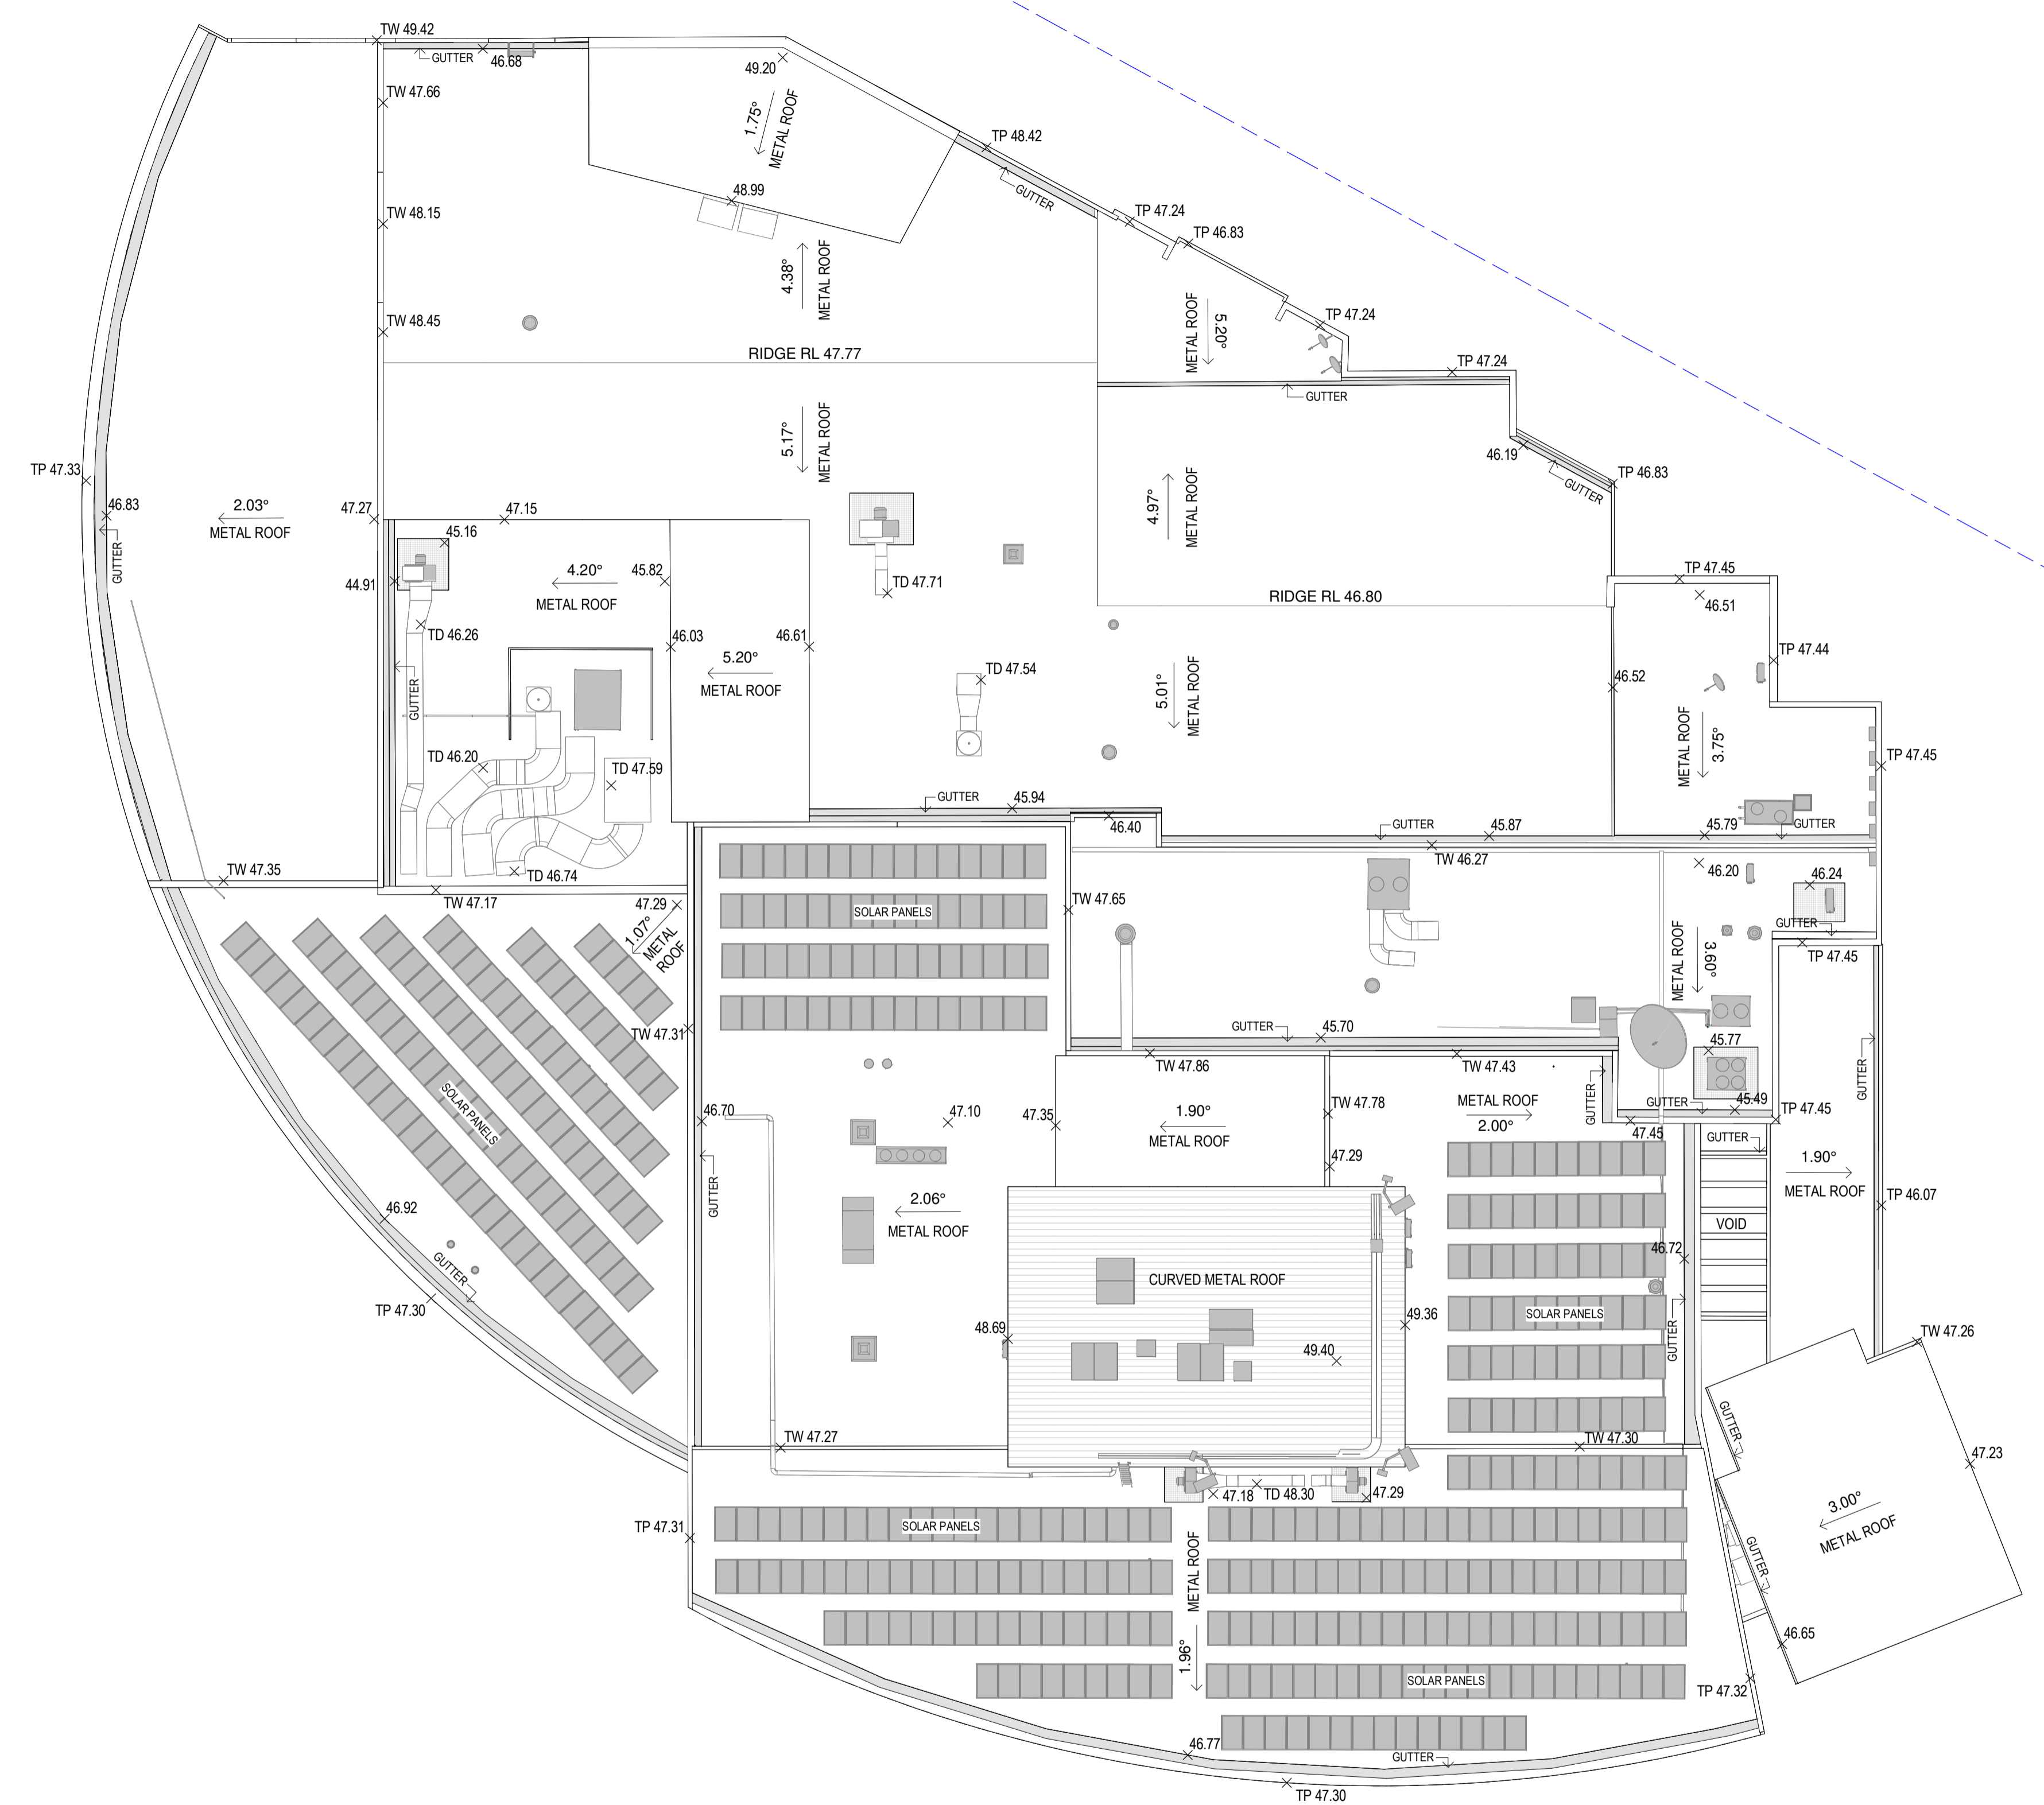 TW 49.42
GUTTER
46.68
49.20
TW 47.66
1.75°
METAL ROOF
TP 48.42
GUTTER
48.99
TW 48.15
TP 47.24
TP 46.83
4.38°
METAL ROOF
TW 48.45
METAL ROOF
5.20°
TP 47.24
RIDGE RL 47.77
TP 47.24
GUTTER
5.17°
METAL ROOF
46.19
GUTTER
TP 46.83
TP 47.33
46.83
GUTTER
2.03°
METAL ROOF
47.27
47.15
45.16
4.97°
METAL ROOF
44.91
4.20°
METAL ROOF
45.82
TD 47.71
TP 47.45
46.51
RIDGE RL 46.80
TD 46.26
46.03
46.61
5.20°
METAL ROOF
GUTTER
TD 47.54
5.01°
METAL ROOF
46.52
TP 47.44
METAL ROOF
3.75°
TP 47.45
TD 46.20
TD 47.59
GUTTER
45.94
46.40
GUTTER
45.87
45.79
GUTTER
TW 46.27
TD 46.74
TW 47.35
TW 47.17
47.29
1.07°
METAL
ROOF
SOLAR PANELS
TW 47.65
46.20
46.24
GUTTER
TP 47.45
METAL ROOF
3.60°
TW 47.31
GUTTER
45.70
TW 47.86
TW 47.43
45.77
GUTTER
GUTTER
GUTTER
45.49
TP 47.45
SOLAR PANELS
46.70
47.10
47.35
1.90°
METAL ROOF
TW 47.78
METAL ROOF
2.00°
47.45
GUTTER
47.29
1.90°
METAL ROOF
GUTTER
2.06°
METAL ROOF
TP 46.07
46.92
VOID
46.72
GUTTER
CURVED METAL ROOF
TP 47.30
48.69
49.36
SOLAR PANELS
GUTTER
49.40
TW 47.26
TW 47.27
TW 47.30
GUTTER
47.23
47.18
TD 48.30
47.29
3.00°
METAL ROOF
TP 47.31
SOLAR PANELS
METAL ROOF
GUTTER
1.96°
46.65
SOLAR PANELS
TP 47.32
46.77
GUTTER
TP 47.30